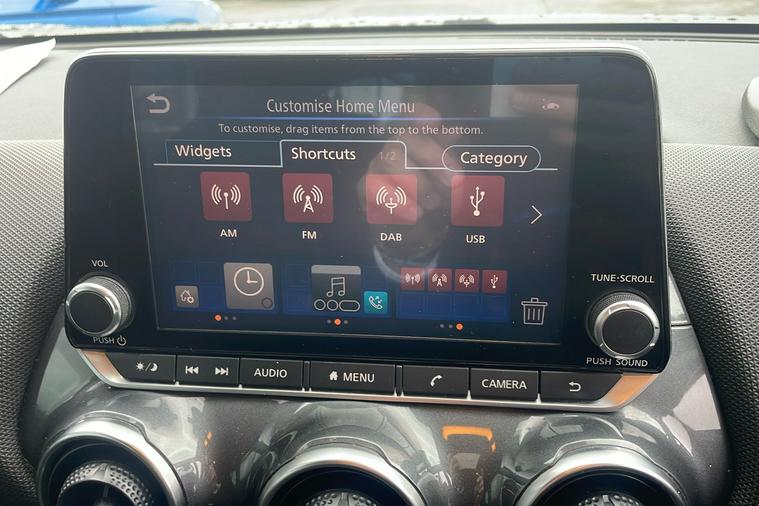 Customise Home Menu
To customise, drag items from the top to the bottom.
Widgets
Shortcuts 1/2
Category
AM
FM
DAB
USB
VOL
PUSH
TUNE·SCROLL
PUSH SOUND
AUDIO
MENU
CAMERA